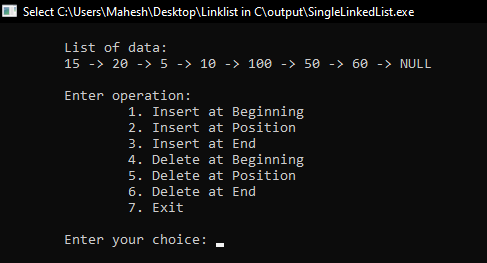 Select C:\Users\Mahesh\Desktop\Linklist in C\output\SingleLinkedList.exe
List of data:
15 -> 20 -> 5 -> 10 -> 100 -> 50 -> 60 -> NULL
Enter operation:
1. Insert at Beginning
2. Insert at Position
3. Insert at End
4. Delete at Beginning
5. Delete at Position
6. Delete at End
7. Exit
Enter your choice: